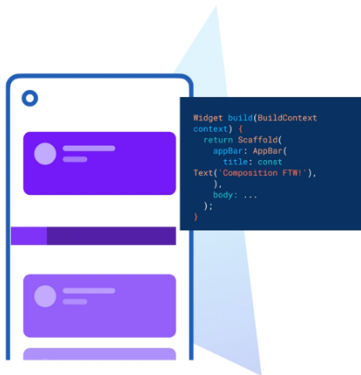 Widget build(BuildContext
context) {
return Scaffold(
appBar: AppBar(
title: const
Text('Composition FTW!'),
),
body: ...
);
}